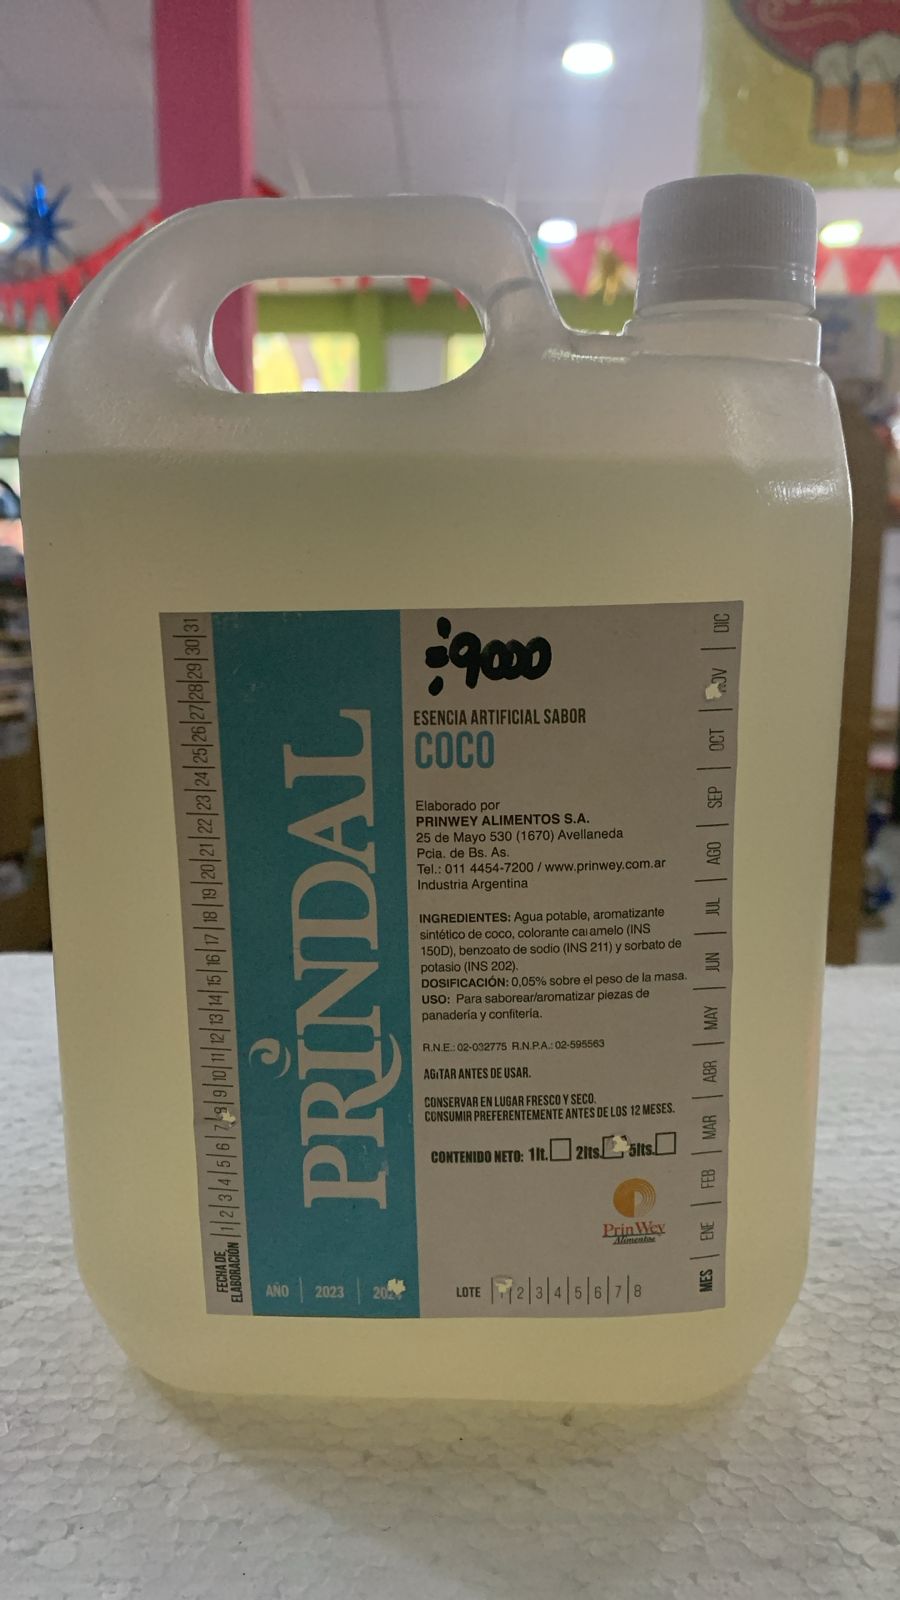 31
30
29
28
27
26
25
24
23
22
21
20
19
18
17
16
15
14
13
12
11
10
9
8
7
6
5
4
3
2
1
FECHA DE
ELABORACIÓN
PRINDAL
AÑO | 2023 |
9000
ESENCIA ARTIFICIAL SABOR
COCO
Elaborado por
PRINWEY ALIMENTOS S.A.
25 de Mayo 530 (1670) Avellaneda
Pcia. de Bs. As.
Tel.: 011 4454-7200 / www.prinwey.com.ar
Industria Argentina
INGREDIENTES: Agua potable, aromatizante
sintético de coco, colorante caramelo (INS
150D), benzoato de sodio (INS 211) y sorbato de
potasio (INS 202).
DOSIFICACIÓN: 0,05% sobre el peso de la masa.
USO: Para saborear/aromatizar piezas de
panadería y confitería.
R.N.E.: 02-032775 R.N.P.A.: 02-595563
AGITAR ANTES DE USAR.
CONSERVAR EN LUGAR FRESCO Y SECO.
CONSUMIR PREFERENTEMENTE ANTES DE LOS 12 MESES.
CONTENIDO NETO: 1lt. 2lts. 5lts.
Prin Wey
Alimentos
LOTE | 2 | 3 | 4 | 5 | 6 | 7 | 8
DIC
NOV
OCT
SEP
AGO
JUL
JUN
MAY
ABR
MAR
FEB
ENE
MES